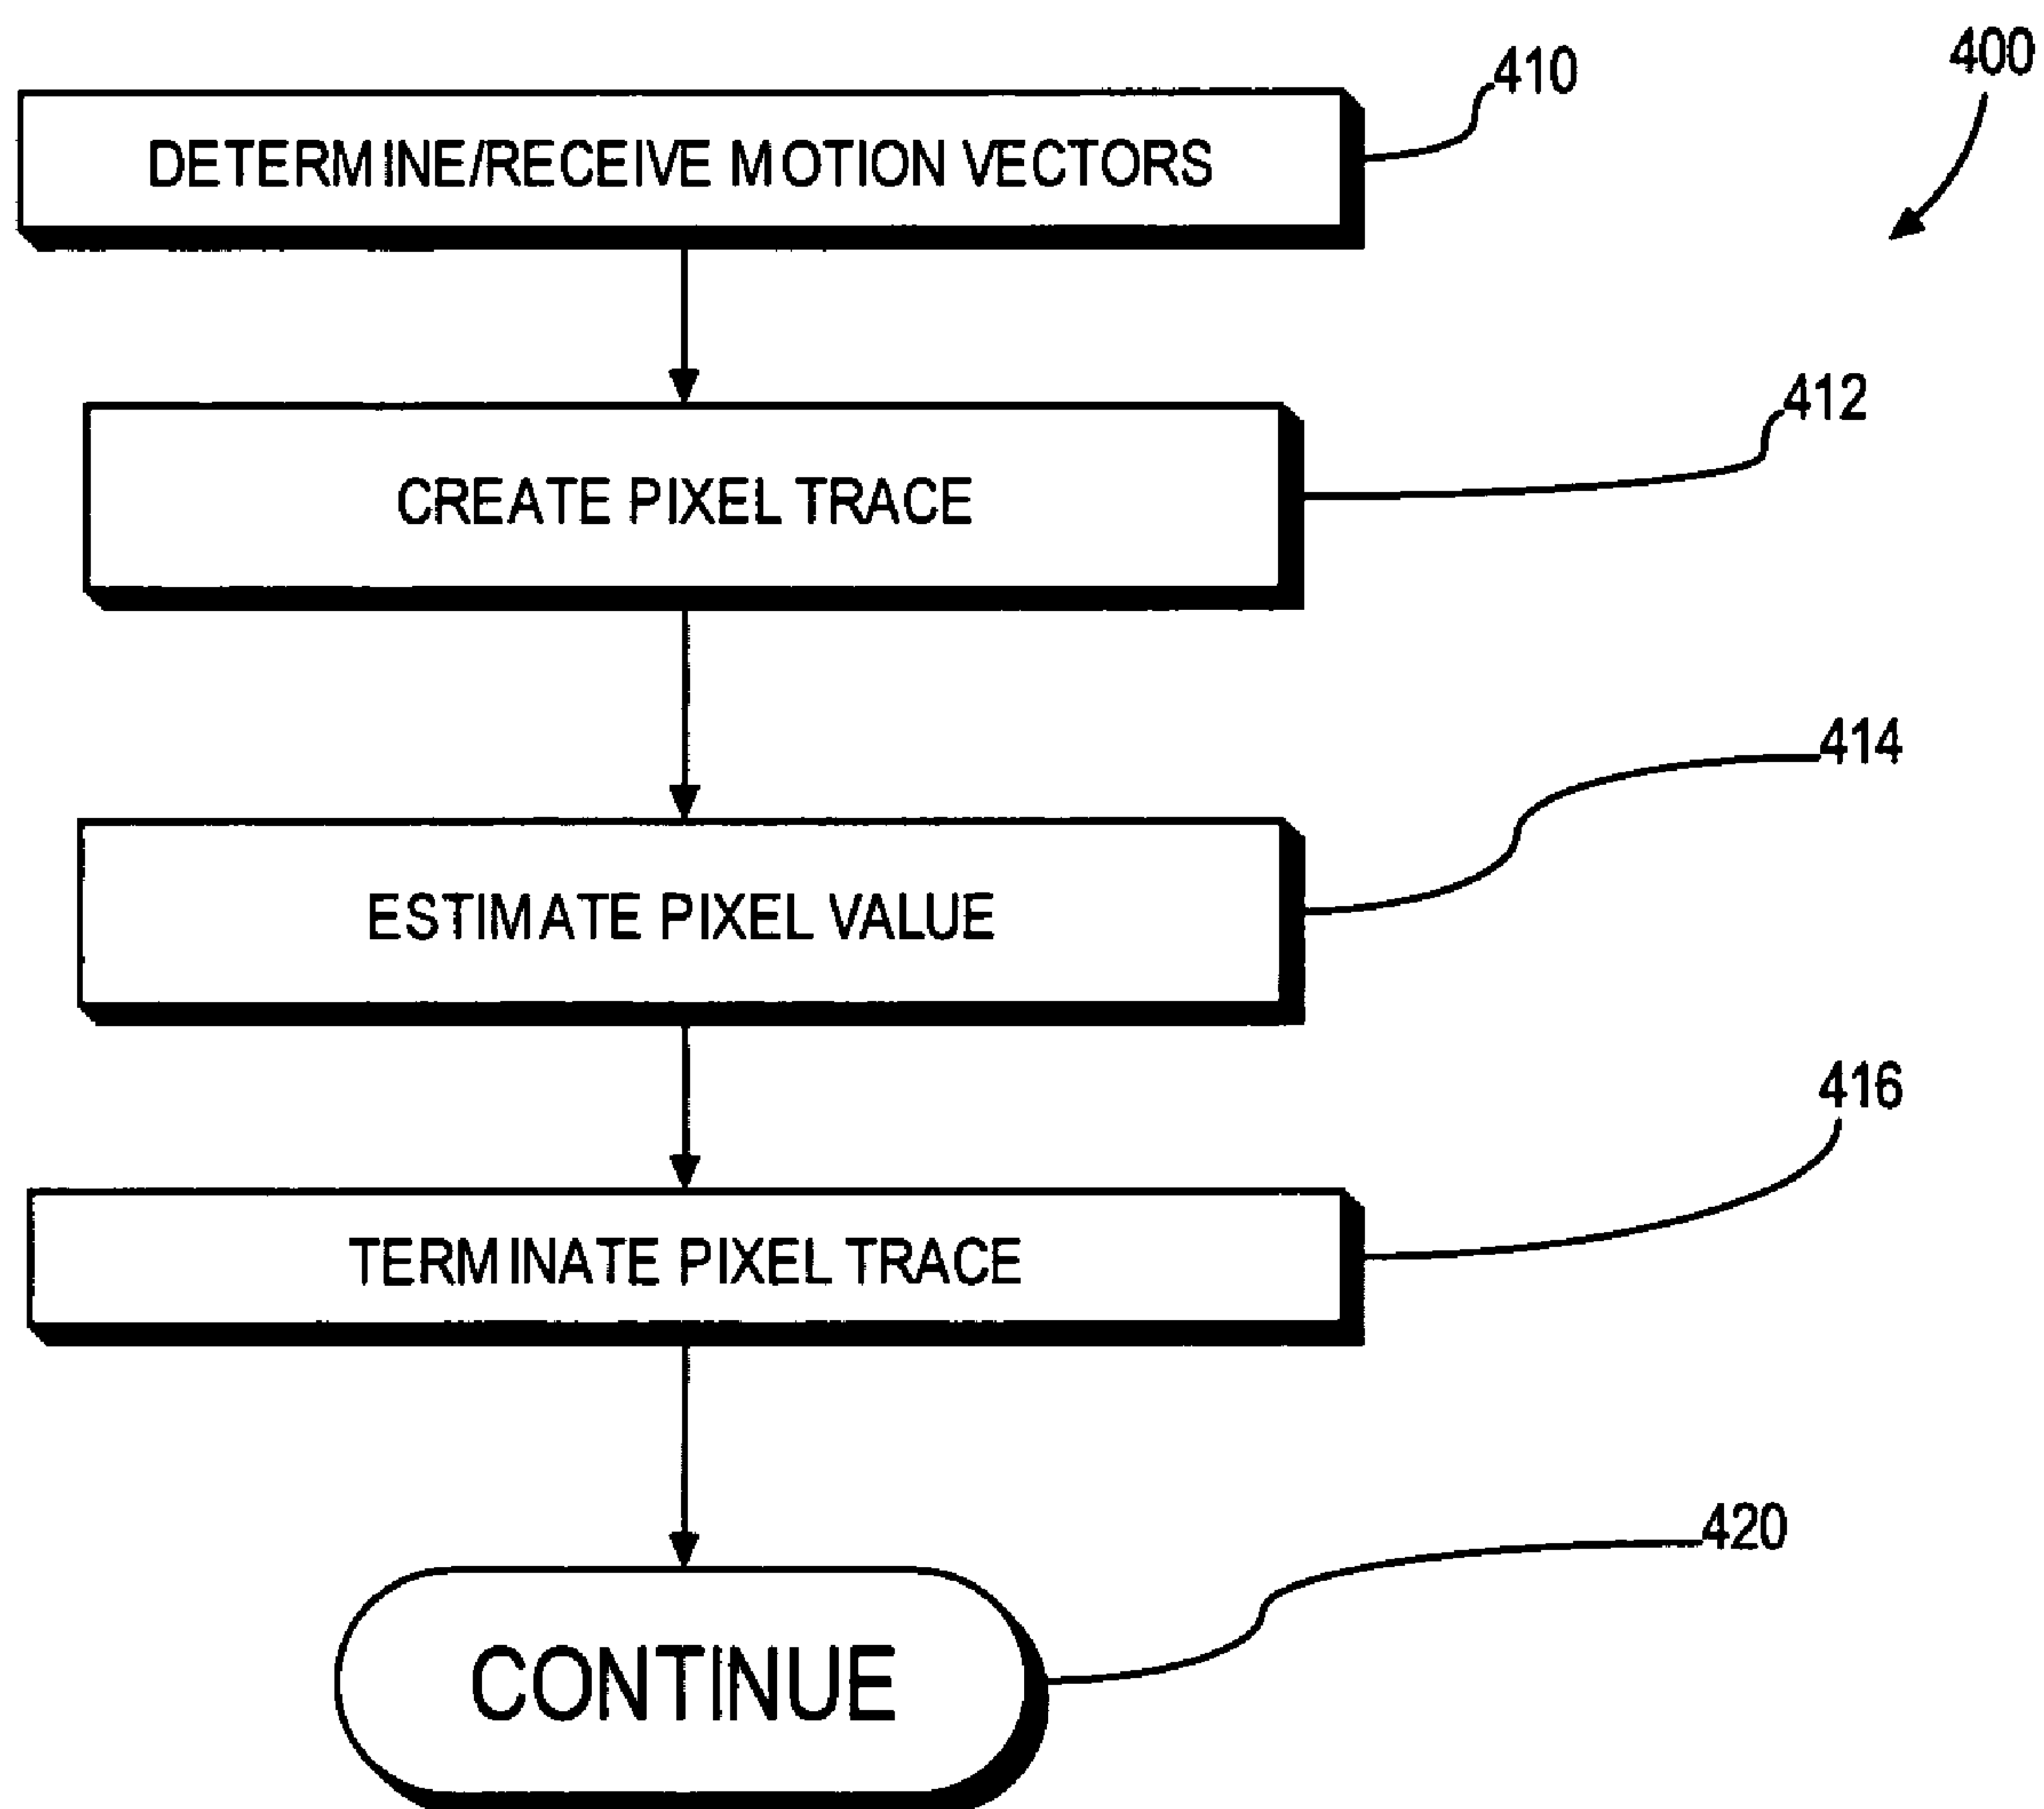 400
410
DETERMINE/RECEIVE MOTION VECTORS
412
CREATE PIXEL TRACE
414
ESTIMATE PIXEL VALUE
416
TERMINATE PIXEL TRACE
420
CONTINUE